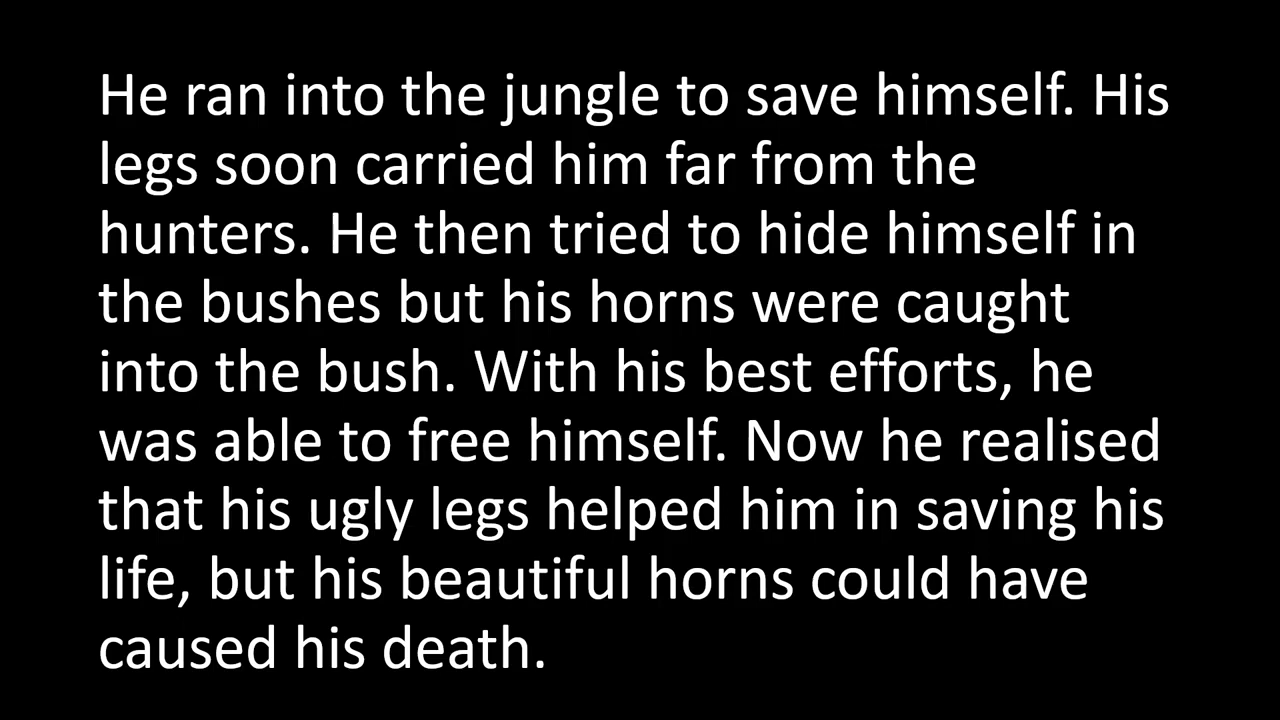 He ran into the jungle to save himself. His
legs soon carried him far from the
hunters. He then tried to hide himself in
the bushes but his horns were caught
into the bush. With his best efforts, he
was able to free himself. Now he realised
that his ugly legs helped him in saving his
life, but his beautiful horns could have
caused his death.